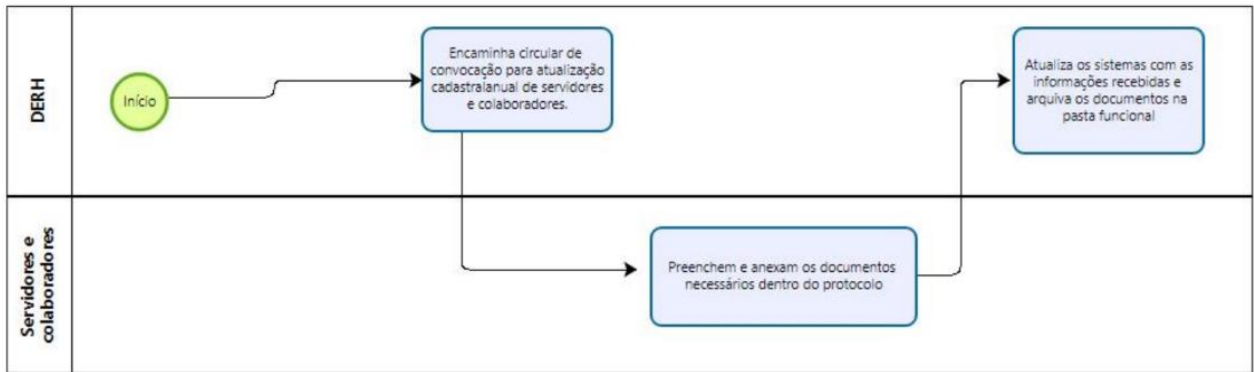 DERH
Início
Encaminha circular de
convocação para atualização
cadastralanual de servidores
e colaboradores.
Atualiza os sistemas com as
informações recebidas e
arquiva os documentos na
pasta funcional
Servidores e
colaboradores
Preenchem e anexam os documentos
necessários dentro do protocolo